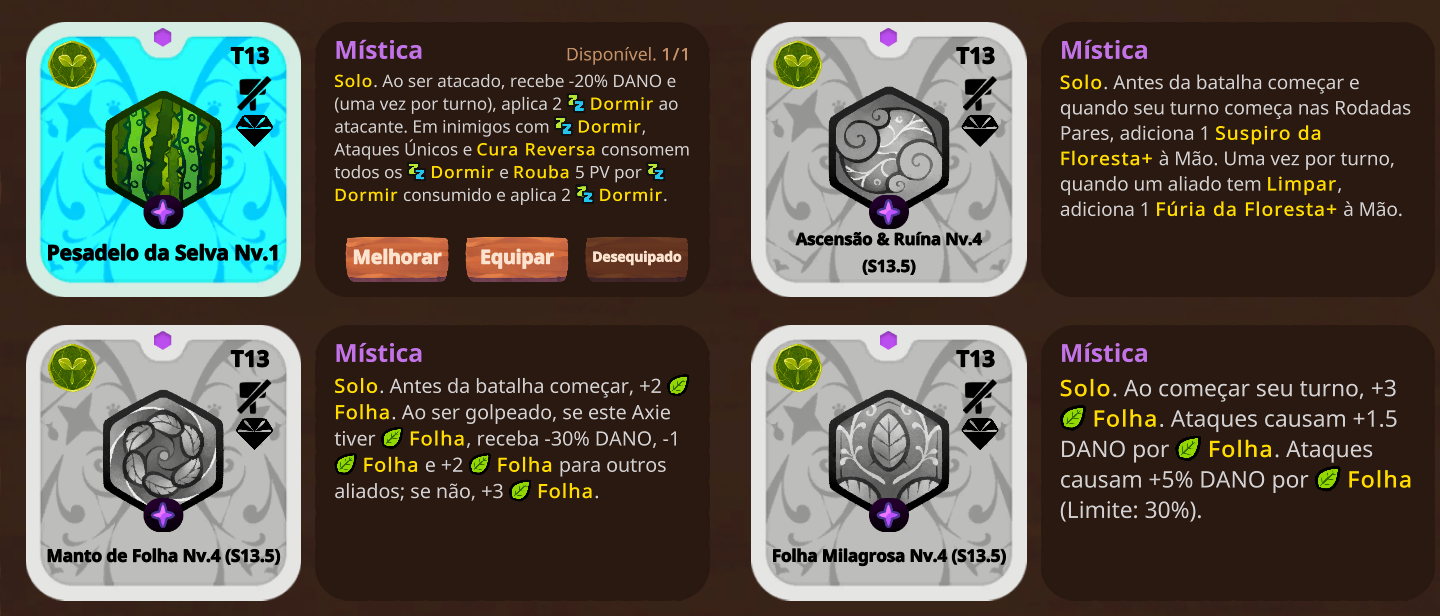 T13
Pesadelo da Selva Nv.1
Mística
Disponível. 1/1
Solo. Ao ser atacado, recebe -20% DANO e
(uma vez por turno), aplica 2 Dormir ao
atacante. Em inimigos com Dormir,
Ataques Únicos e Cura Reversa consomem
todos os Dormir e Rouba 5 PV por
Dormir consumido e aplica 2 Dormir.
Melhorar
Equipar
Desequipado
T13
Ascensão & Ruína Nv.4
(S13.5)
Mística
Solo. Antes da batalha começar e
quando seu turno começa nas Rodadas
Pares, adiciona 1 Suspiro da
Floresta+ à Mão. Uma vez por turno,
quando um aliado tem Limpar,
adiciona 1 Fúria da Floresta+ à Mão.
T13
Manto de Folha Nv.4 (S13.5)
Mística
Solo. Antes da batalha começar, +2
Folha. Ao ser golpeado, se este Axie
tiver Folha, receba -30% DANO, -1
Folha e +2 Folha para outros
aliados; se não, +3 Folha.
T13
Folha Milagrosa Nv.4 (S13.5)
Mística
Solo. Ao começar seu turno, +3
Folha. Ataques causam +1.5
DANO por Folha. Ataques
causam +5% DANO por Folha
(Limite: 30%).